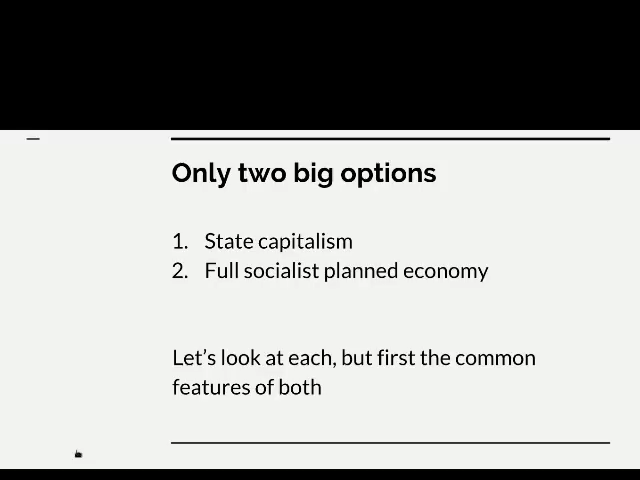 Only two big options
1. State capitalism
2. Full socialist planned economy
Let's look at each, but first the common
features of both